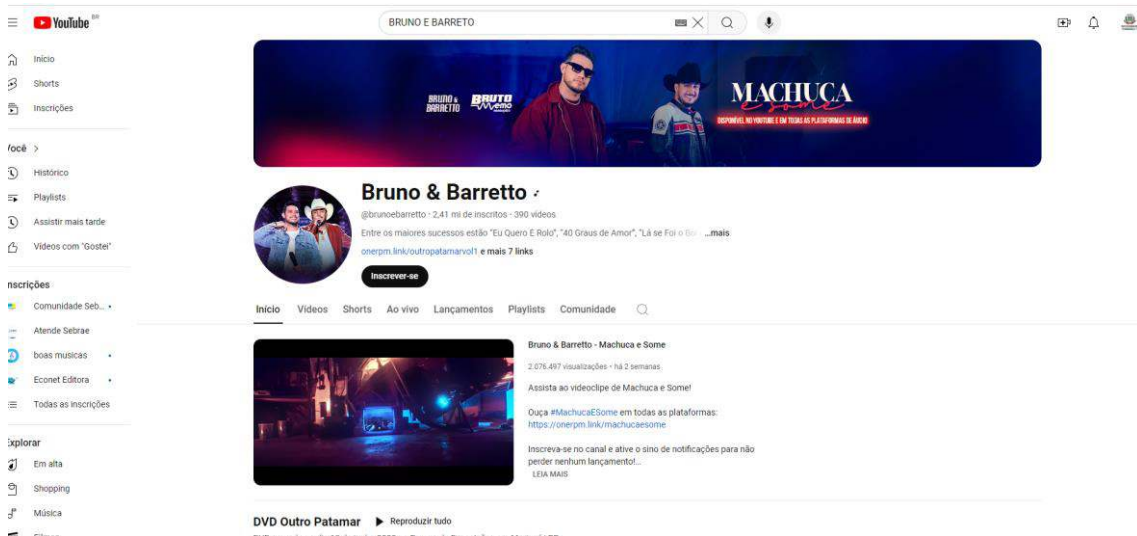 YouTube BR
BRUNO E BARRETO
Início
Shorts
Inscrições
Você >
Histórico
Playlists
Assistir mais tarde
Vídeos com "Gostei"
Inscrições
Comunidade Seb...
Atende Sebrae
boas musicas
Econet Editora
Todas as inscrições
Explorar
Em alta
Shopping
Música
Filmes
BRUNO &
BARRETTO
BRUTO
Memo
MACHUCA
e some
DISPONÍVEL NO YOUTUBE E EM TODAS AS PLATAFORMAS DE ÁUDIO
Bruno & Barretto
@brunoebarretto · 2,41 mi de inscritos · 390 vídeos
Entre os maiores sucessos estão "Eu Quero É Rolo", "40 Graus de Amor", "Lá se Foi o Boi ...mais
onerpm.link/outropatamarvol1 e mais 7 links
Inscrever-se
Início Vídeos Shorts Ao vivo Lançamentos Playlists Comunidade
Bruno & Barretto - Machuca e Some
2.076.497 visualizações · há 2 semanas
Assista ao videoclipe de Machuca e Some!
Ouça #MachucaESome em todas as plataformas:
https://onerpm.link/machucaesome
Inscreva-se no canal e ative o sino de notificações para não
perder nenhum lançamento!...
LEIA MAIS
DVD Outro Patamar Reproduzir tudo